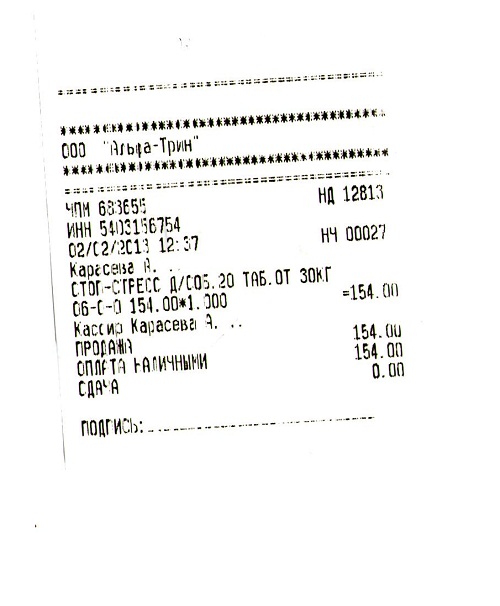 ООО "Альфа-Трин"
ЧПМ 683655 НД 12813
ИНН 5403156754
02/02/2013 12:37 НЧ 00027
Карасева А. ..
СТОП-СТРЕСС Д/СОБ.20 ТАБ.ОТ 30КГ
06-0-0 154.00*1.000 =154.00
Кассир Карасева А. ..
ПРОДАЖА 154.00
ОПЛАТА НАЛИЧНЫМИ 154.00
СДАЧА 0.00
ПОДПИСЬ: